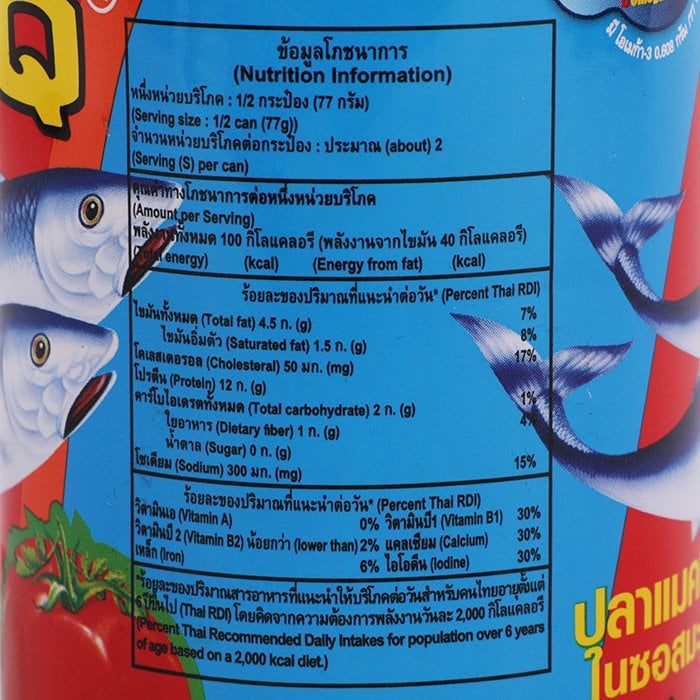 Q
®
มี โอเมก้า-3 0.606 กรัม
ข้อมูลโภชนาการ
(Nutrition Information)
หนึ่งหน่วยบริโภค : 1/2 กระป๋อง (77 กรัม)
(Serving size : 1/2 can (77g))
จำนวนหน่วยบริโภคต่อกระป๋อง : ประมาณ (about) 2
(Serving (S) per can)
คุณค่าทางโภชนาการต่อหนึ่งหน่วยบริโภค
(Amount per Serving)
พลังงานทั้งหมด 100 กิโลแคลอรี (พลังงานจากไขมัน 40 กิโลแคลอรี)
(Total energy) (kcal) (Energy from fat) (kcal)
ร้อยละของปริมาณที่แนะนำต่อวัน* (Percent Thai RDI)
ไขมันทั้งหมด (Total fat) 4.5 ก. (g) 7%
ไขมันอิ่มตัว (Saturated fat) 1.5 ก. (g) 8%
โคเลสเตอรอล (Cholesteral) 50 มก. (mg) 17%
โปรตีน (Protein) 12 ก. (g)
คาร์โบไฮเดรตทั้งหมด (Total carbohydrate) 2 ก. (g) 1%
ใยอาหาร (Dietary fiber) 1 ก. (g) 4%
น้ำตาล (Sugar) 0 ก. (g)
โซเดียม (Sodium) 300 มก. (mg) 15%
ร้อยละของปริมาณที่แนะนำต่อวัน* (Percent Thai RDI)
วิตามินเอ (Vitamin A) 0% วิตามินบี1 (Vitamin B1) 30%
วิตามินบี 2 (Vitamin B2) น้อยกว่า (lower than) 2% แคลเซียม (Calcium) 30%
เหล็ก (Iron) 6% ไอโอดีน (Iodine) 30%
*ร้อยละของปริมาณสารอาหารที่แนะนำให้บริโภคต่อวันสำหรับคนไทยอายุตั้งแต่
6 ปีขึ้นไป (Thai RDI) โดยคิดจากความต้องการพลังงานวันละ 2,000 กิโลแคลอรี
(Percent Thai Recommended Daily Intakes for population over 6 years
of age based on a 2,000 kcal diet.)
ปลาแมค
ในซอสมะ